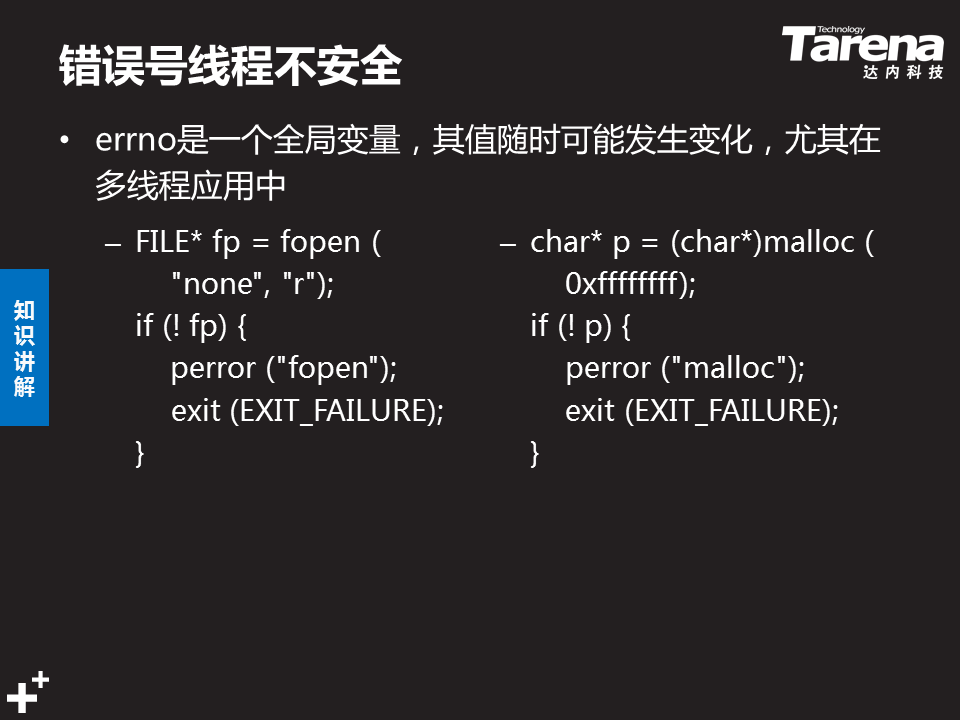 错误号线程不安全
Technology
Tarena
达内科技
• errno是一个全局变量，其值随时可能发生变化，尤其在
多线程应用中
– FILE* fp = fopen (
"none", "r");
if (! fp) {
perror ("fopen");
exit (EXIT_FAILURE);
}
– char* p = (char*)malloc (
0xffffffff);
if (! p) {
perror ("malloc");
exit (EXIT_FAILURE);
}
知
识
讲
解